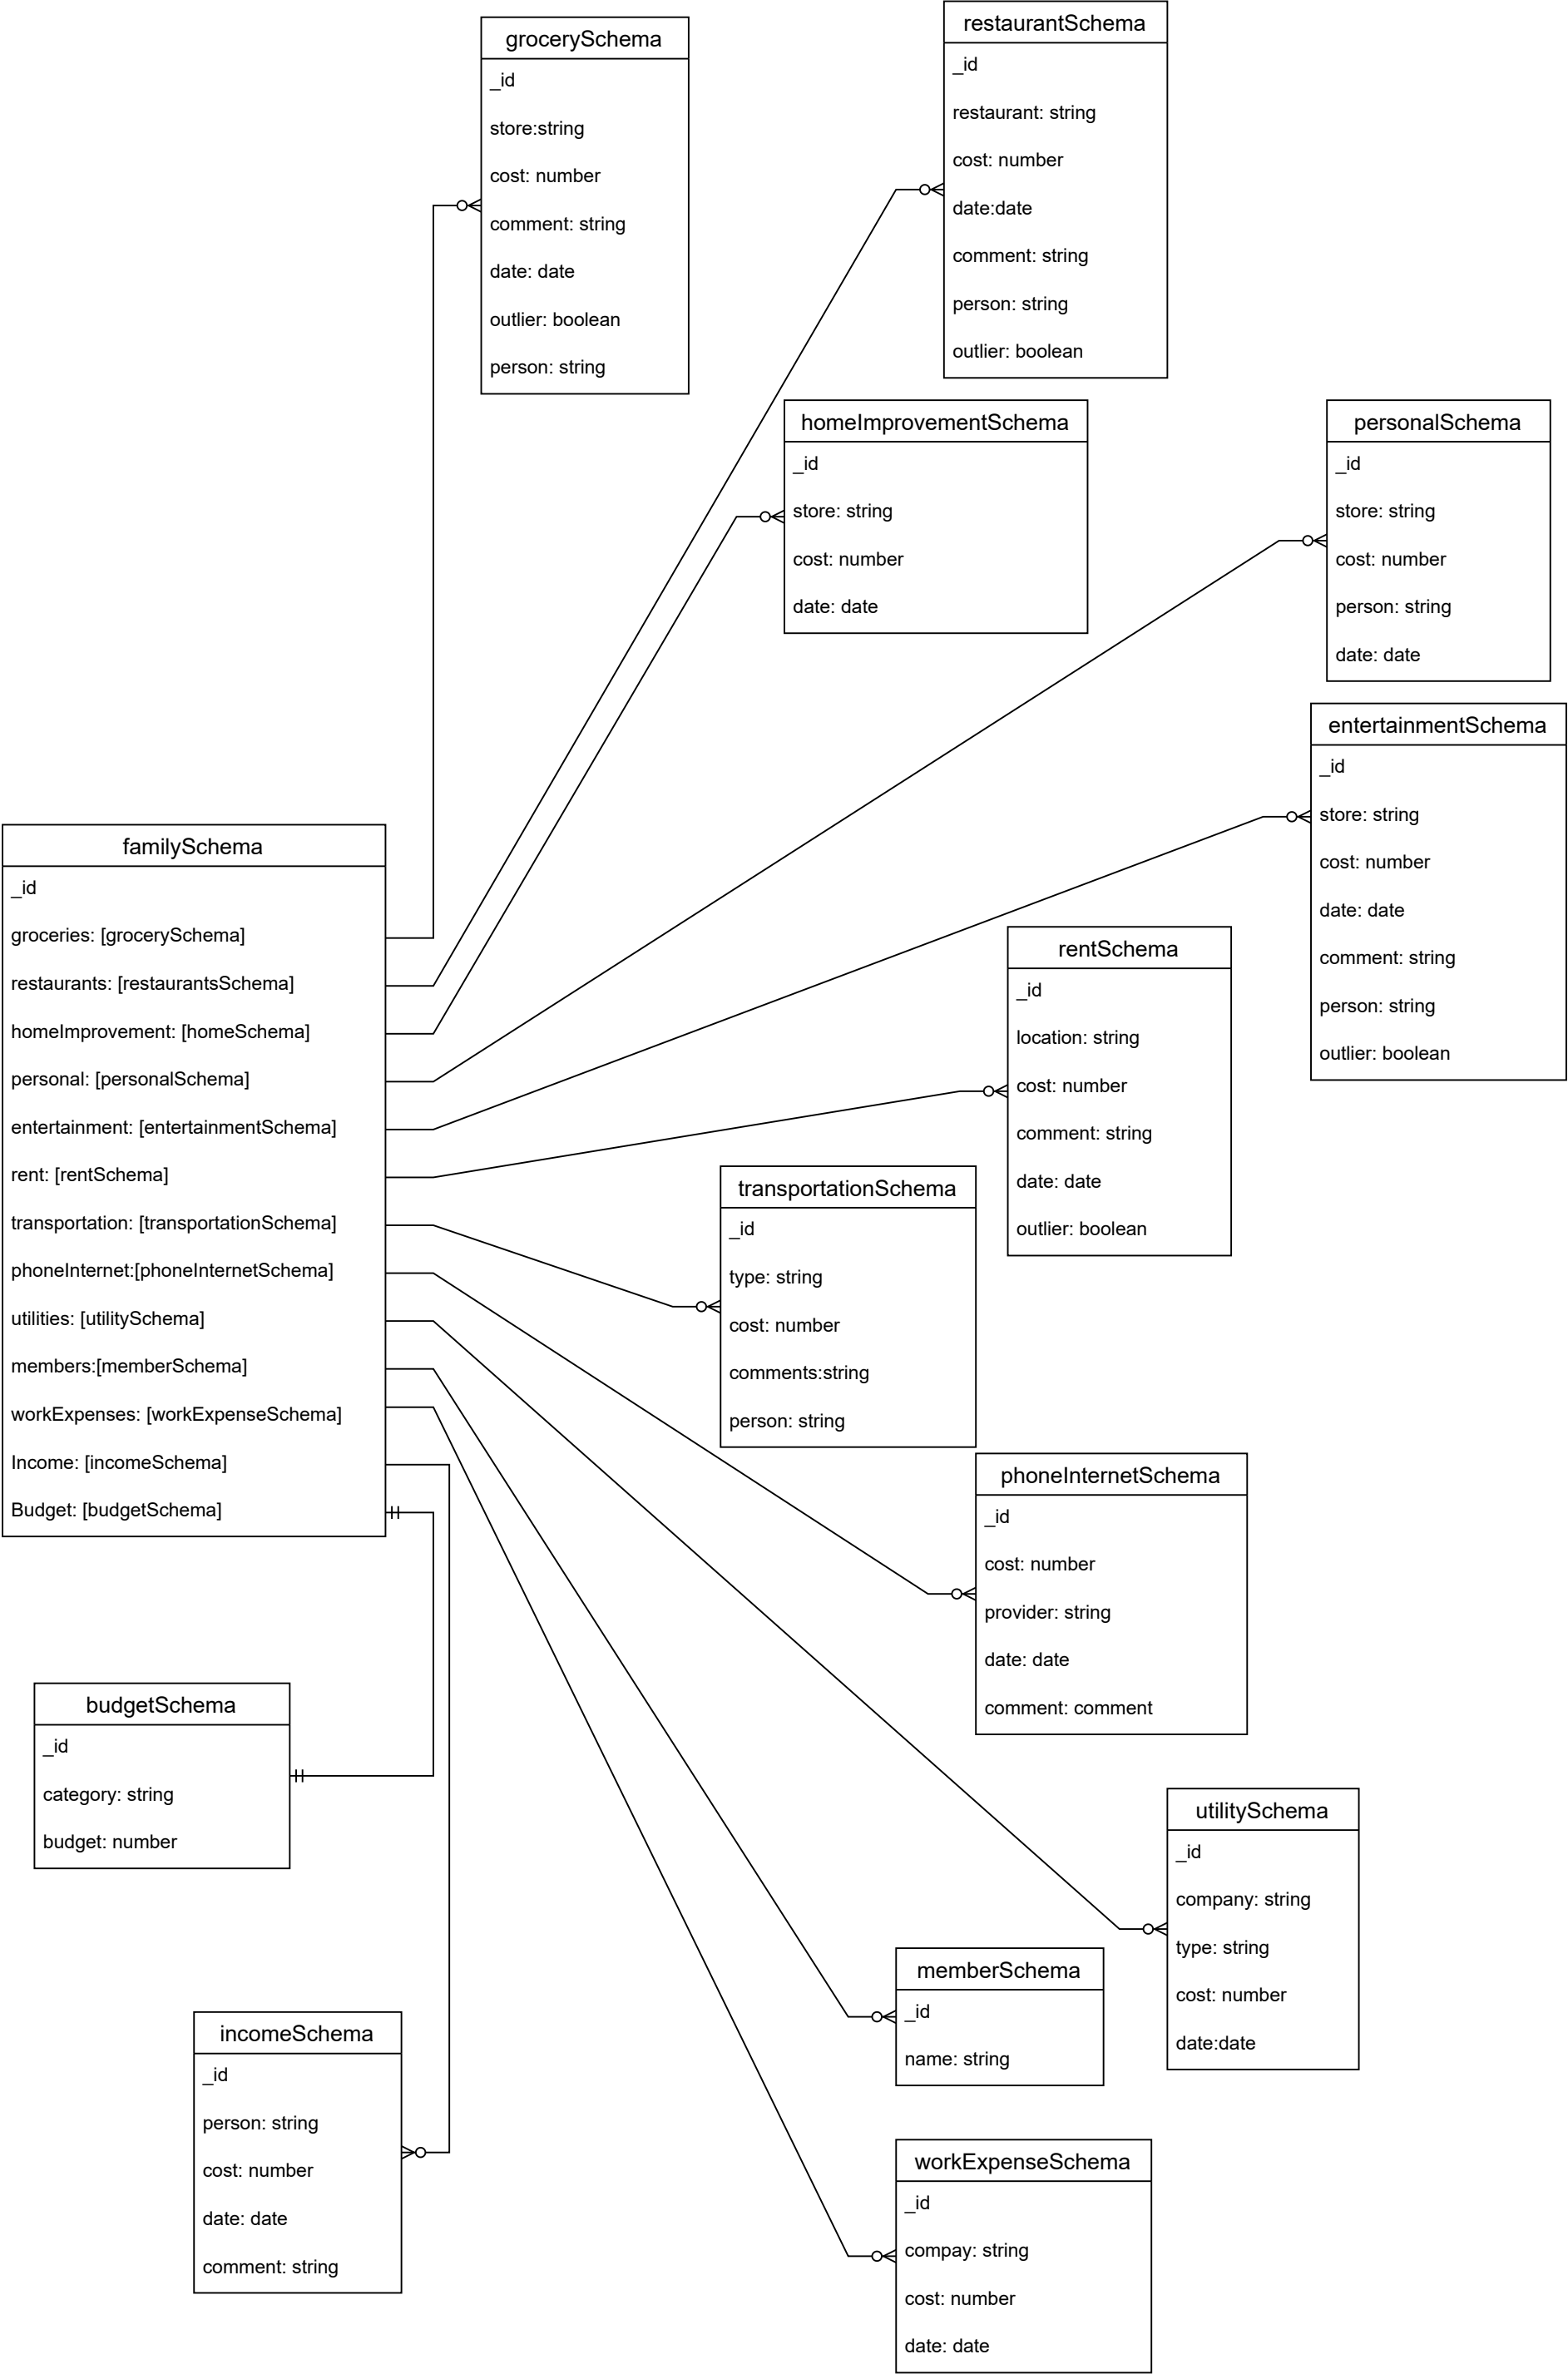 restaurantSchema
_id
restaurant: string
cost: number
date:date
comment: string
person: string
outlier: boolean
grocerySchema
_id
store:string
cost: number
comment: string
date: date
outlier: boolean
person: string
homeImprovementSchema
_id
store: string
cost: number
date: date
personalSchema
_id
store: string
cost: number
person: string
date: date
entertainmentSchema
_id
store: string
cost: number
date: date
comment: string
person: string
outlier: boolean
familySchema
_id
groceries: [grocerySchema]
restaurants: [restaurantsSchema]
homeImprovement: [homeSchema]
personal: [personalSchema]
entertainment: [entertainmentSchema]
rent: [rentSchema]
transportation: [transportationSchema]
phoneInternet:[phoneInternetSchema]
utilities: [utilitySchema]
members:[memberSchema]
workExpenses: [workExpenseSchema]
Income: [incomeSchema]
Budget: [budgetSchema]
rentSchema
_id
location: string
cost: number
comment: string
date: date
outlier: boolean
transportationSchema
_id
type: string
cost: number
comments:string
person: string
phoneInternetSchema
_id
cost: number
provider: string
date: date
comment: comment
budgetSchema
_id
category: string
budget: number
utilitySchema
_id
company: string
type: string
cost: number
date:date
memberSchema
_id
name: string
incomeSchema
_id
person: string
cost: number
date: date
comment: string
workExpenseSchema
_id
compay: string
cost: number
date: date